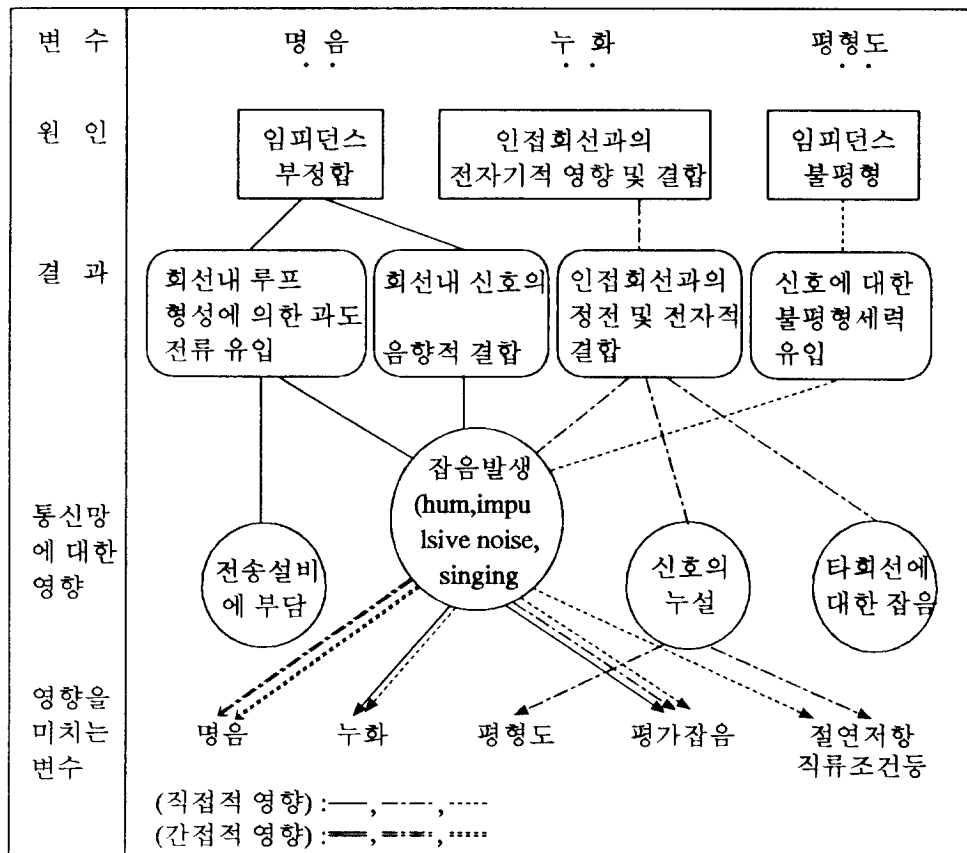 변 수
명 음
누 화
평형도
원 인
임피던스
부정합
인접회선과의
전자기적 영향 및 결합
임피던스
불평형
결 과
회선내 루프
형성에 의한 과도
전류 유입
회선내 신호의
음향적 결합
인접회선과의
정전 및 전자적
결합
신호에 대한
불평형세력
유입
통신망
에 대한
영향
전송설비
에 부담
잡음발생
(hum,impu
lsive noise,
singing
신호의
누설
타회선에
대한 잡음
영향을
미치는
변수
명음
누화
평형도
평가잡음
절연저항
직류조건등
(직접적 영향) :
(간접적 영향) :